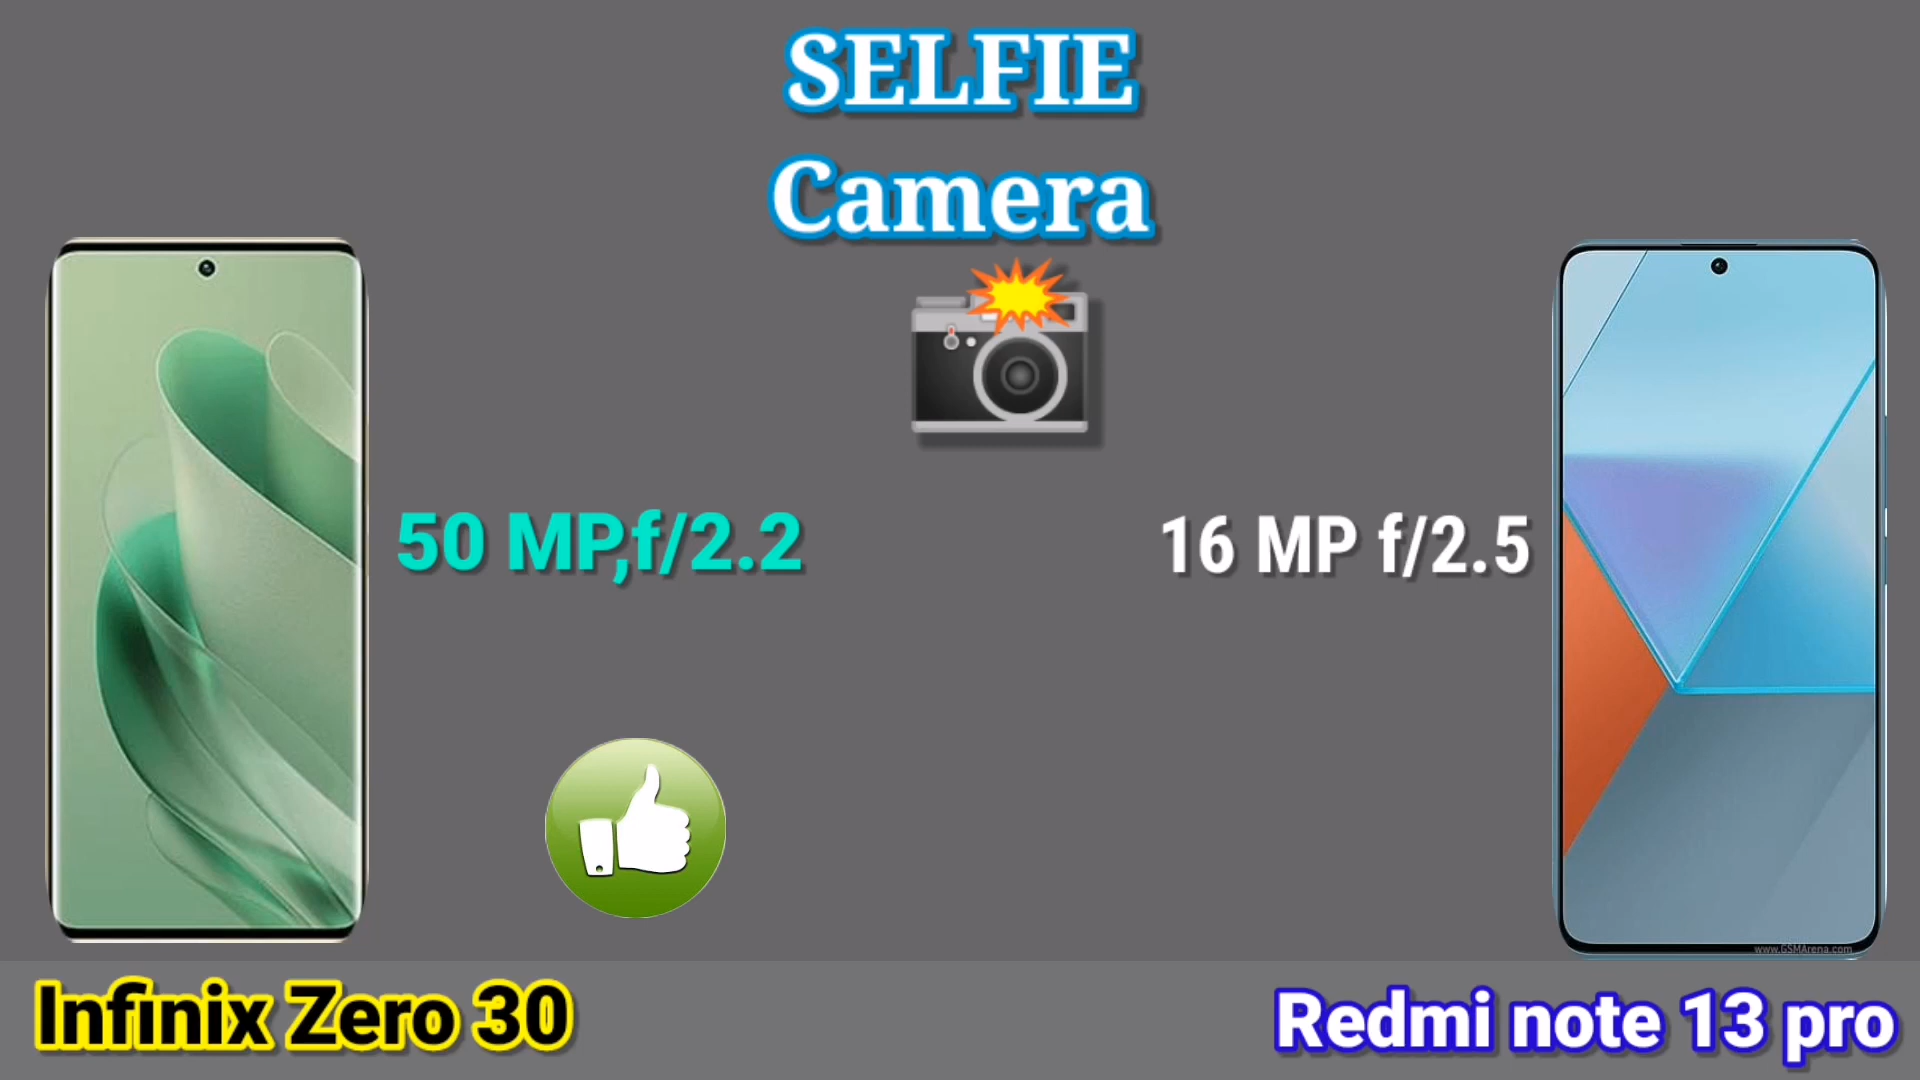 SELFIE
Camera
50 MP,f/2.2
16 MP f/2.5
www.GSMArena.com
Infinix Zero 30
Redmi note 13 pro